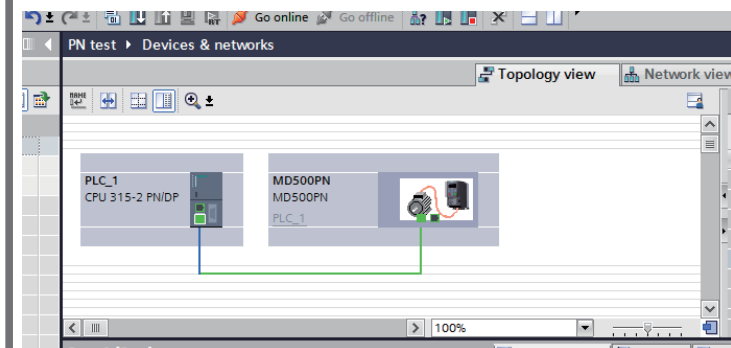 Go online Go offline
PN test Devices & networks
Topology view Network view
PLC_1
CPU 315-2 PN/DP
MD500PN
MD500PN
PLC_1
100%